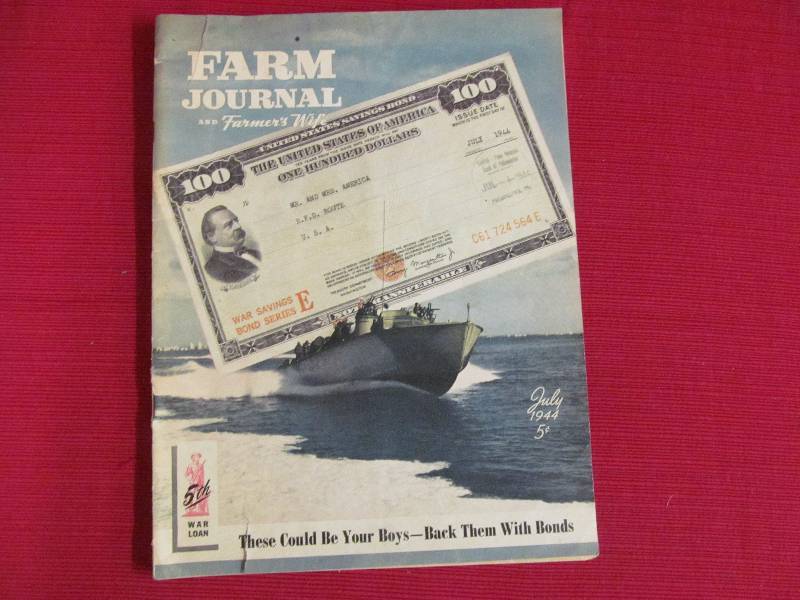 FARM
JOURNAL
AND Farmer's Wife
UNITED STATES SAVINGS BOND
100
THE UNITED STATES OF AMERICA
ONE HUNDRED DOLLARS
100
ISSUE DATE
JULY 1944
MR. AND MRS. AMERICA
R.F.D. ROUTE
U. S. A.
C61 724 564 E
WAR SAVINGS
BOND SERIES E
TRANSFERABLE
July
1944
5¢
5th
WAR
LOAN
These Could Be Your Boys—Back Them With Bonds